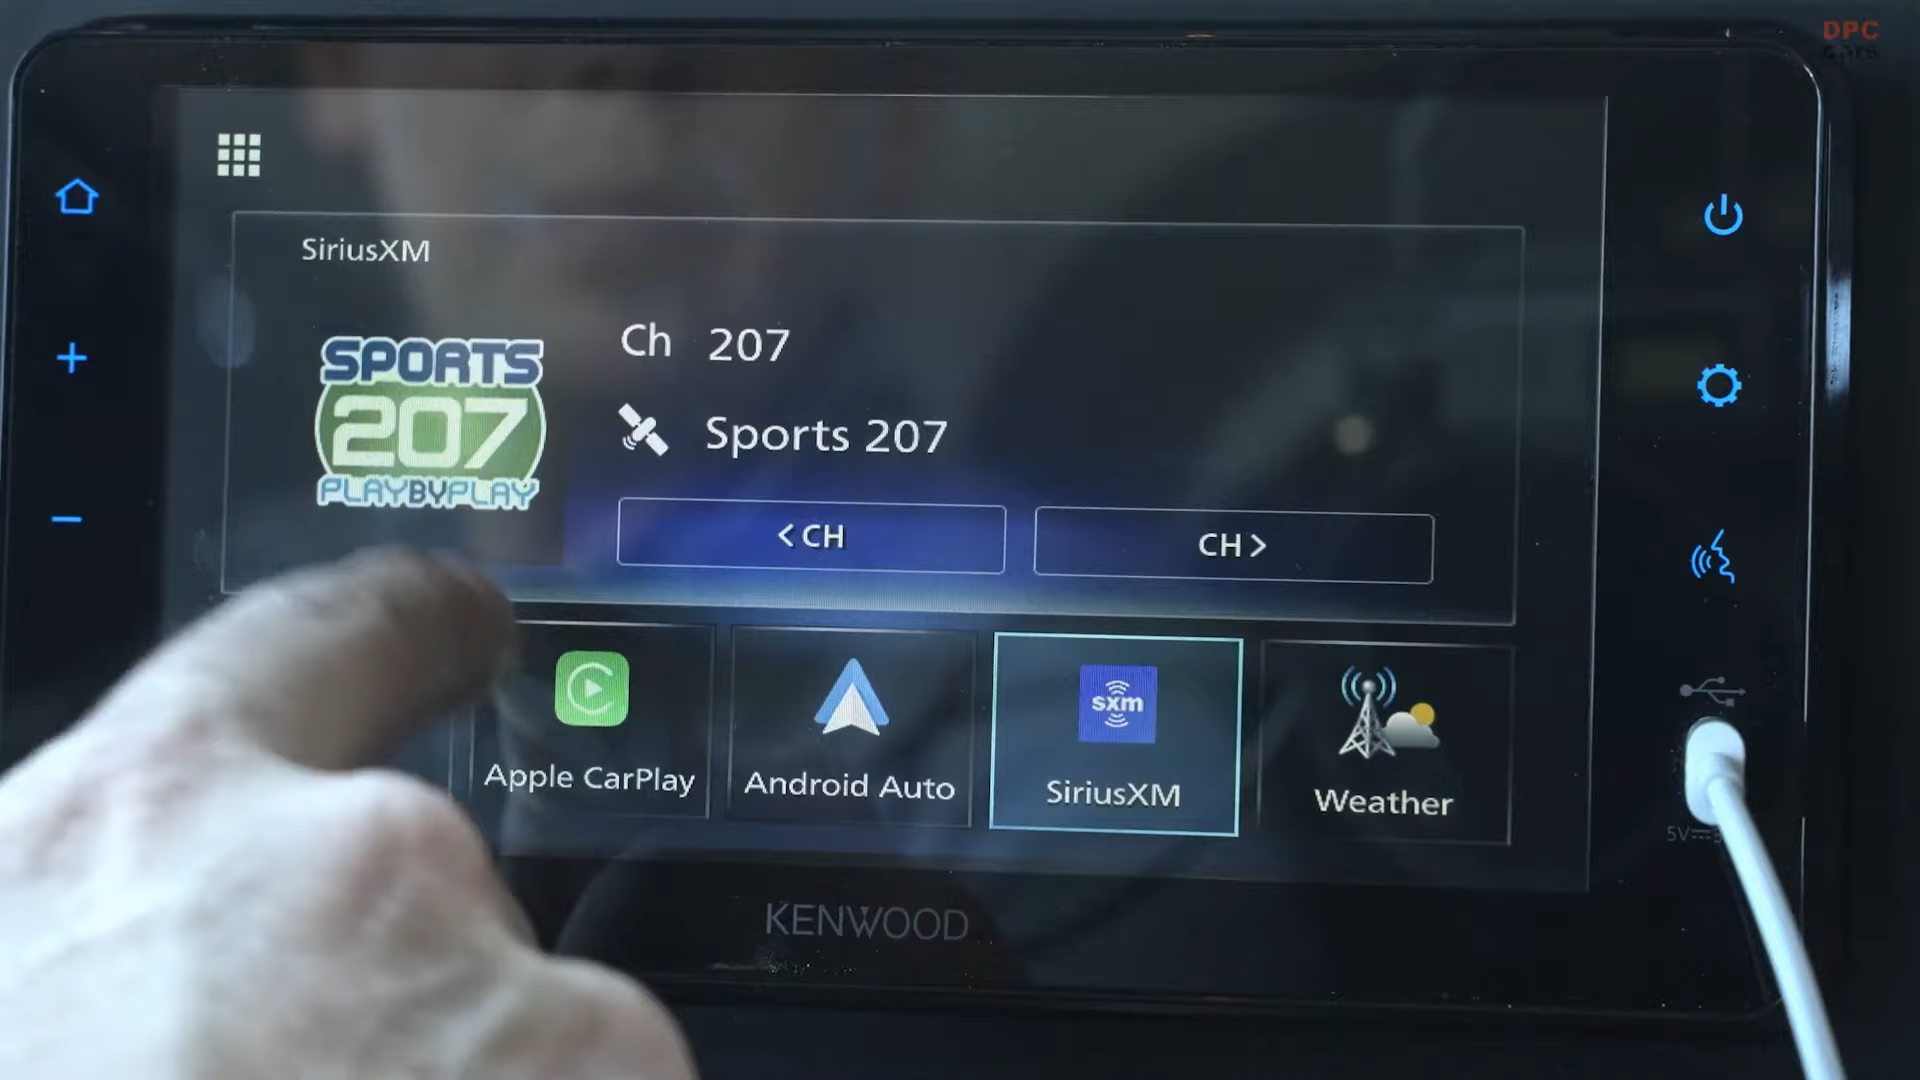 DPC
SiriusXM
SPORTS
207
PLAYBYPLAY
Ch 207
Sports 207
< CH
CH >
Apple CarPlay
Android Auto
sxm
SiriusXM
Weather
5V
KENWOOD